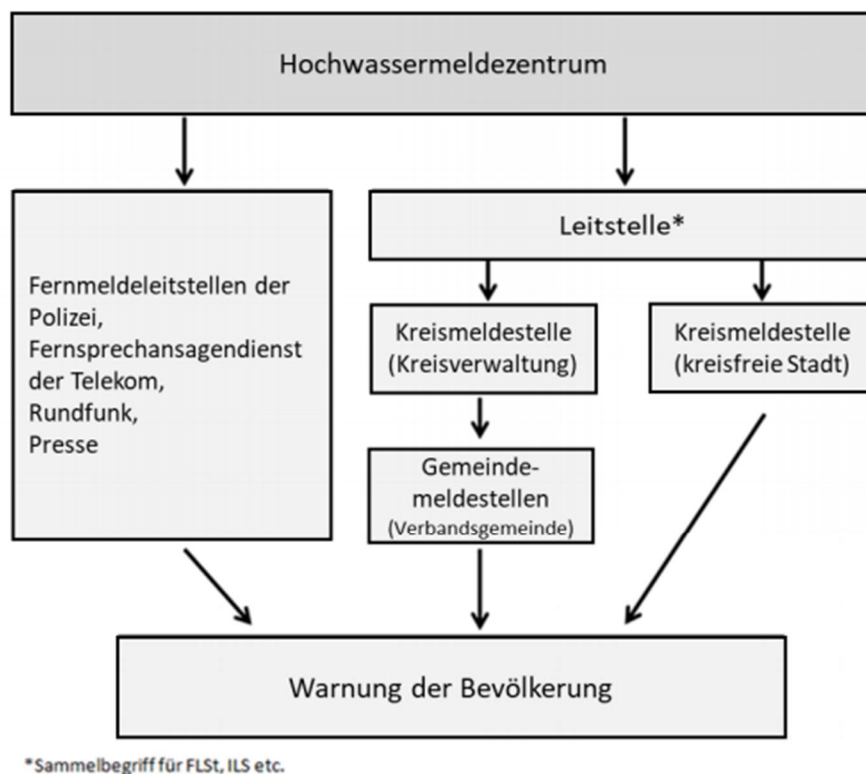 Hochwassermeldezentrum
Fernmeldeleitstellen der
Polizei,
Fernsprechansagendienst
der Telekom,
Rundfunk,
Presse
Leitstelle*
Kreismeldestelle
(Kreisverwaltung)
Kreismeldestelle
(kreisfreie Stadt)
Gemeinde-
meldestellen
(Verbandsgemeinde)
Warnung der Bevölkerung
*Sammelbegriff für FLSt, ILS etc.